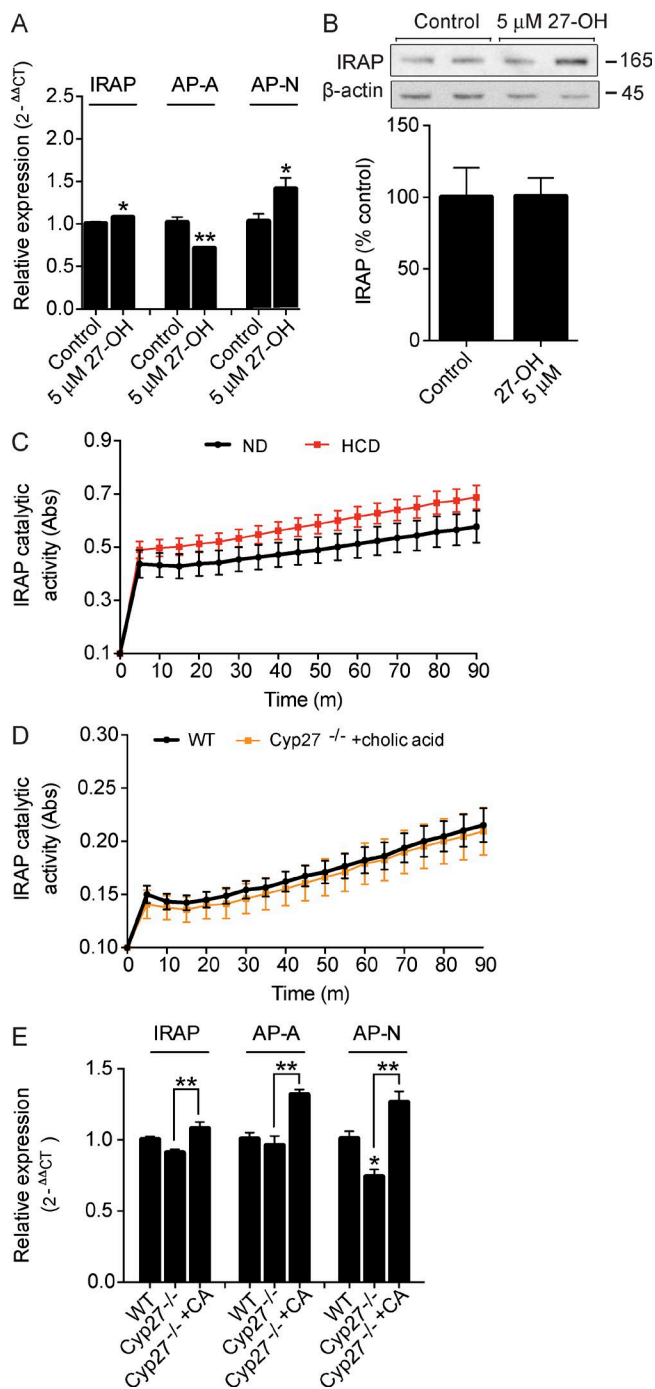 A
Relative expression (2-ΔΔCT)
IRAP AP-A AP-N
2.5
2.0
1.5
1.0
0.5
0.0
* ** *
Control
5 µM 27-OH
Control
5 µM 27-OH
Control
5 µM 27-OH
B
Control 5 µM 27-OH
IRAP –165
β-actin –45
IRAP (% control)
150
100
50
0
Control
27-OH
5 µM
C
IRAP catalytic
activity (Abs)
ND HCD
0.9
0.7
0.5
0.3
0.1
0 10 20 30 40 50 60 70 80 90
Time (m)
D
IRAP catalytic
activity (Abs)
WT Cyp27 -/- +cholic acid
0.30
0.25
0.20
0.15
0.10
0 10 20 30 40 50 60 70 80 90
Time (m)
E
Relative expression
(2-ΔΔCT )
IRAP AP-A AP-N
1.5
1.0
0.5
0.0
** ** * **
WT
Cyp27-/-
Cyp27-/-+CA
WT
Cyp27-/-
Cyp27-/-+CA
WT
Cyp27-/-
Cyp27-/-+CA